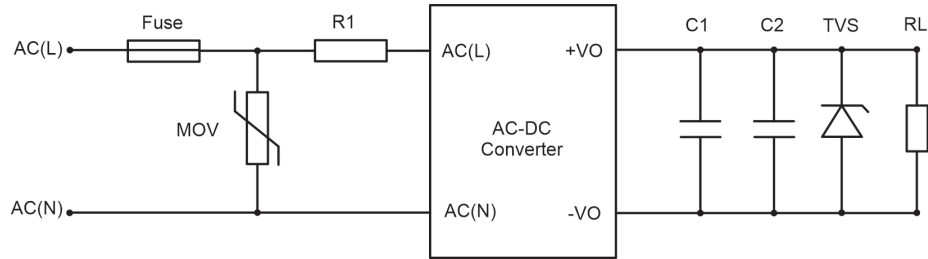 Fuse
R1
C1
C2
TVS
RL
AC(L)
AC(L)
+VO
MOV
AC-DC
Converter
AC(N)
AC(N)
-VO